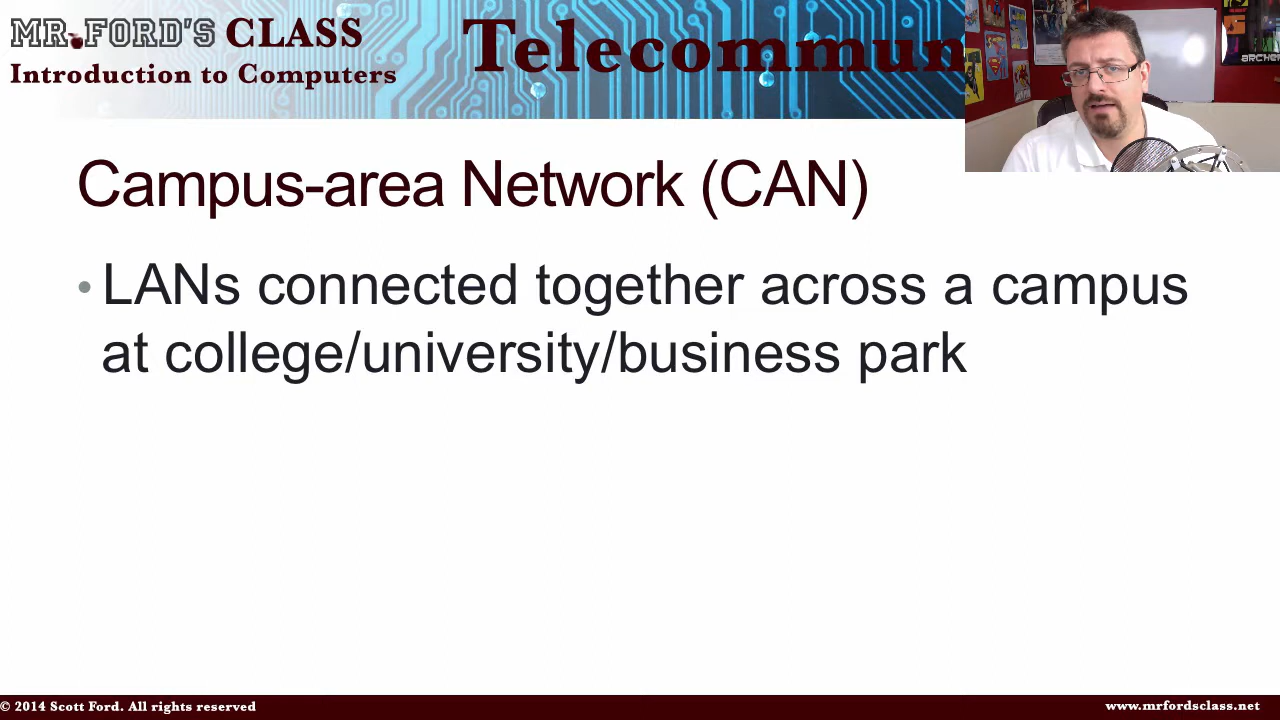 MR.FORD'S CLASS
Introduction to Computers
Telecommun
ARCHER
Campus-area Network (CAN)
• LANs connected together across a campus
at college/university/business park
© 2014 Scott Ford. All rights reserved
www.mrfordsclass.net